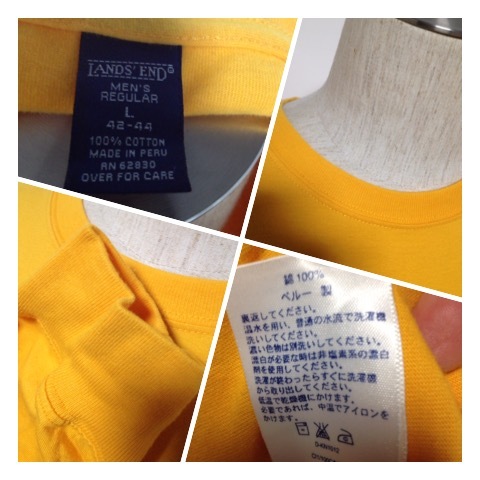 LANDS' END®
MEN'S
REGULAR
L
42-44
100% COTTON
MADE IN PERU
RN 62830
OVER FOR CARE
綿 100%
ペルー 製
裏返してください。
温水を用い、普通の水流で洗濯機
洗いしてください。
濃い色物は別洗いしてください。
漂白が必要な時は非塩素系の漂白
剤を使用してください。
洗濯が終わったらすぐに洗濯機
から取り出してください。
低温で乾燥機にかけます。
必要であれば、中温でアイロンを
かけます。